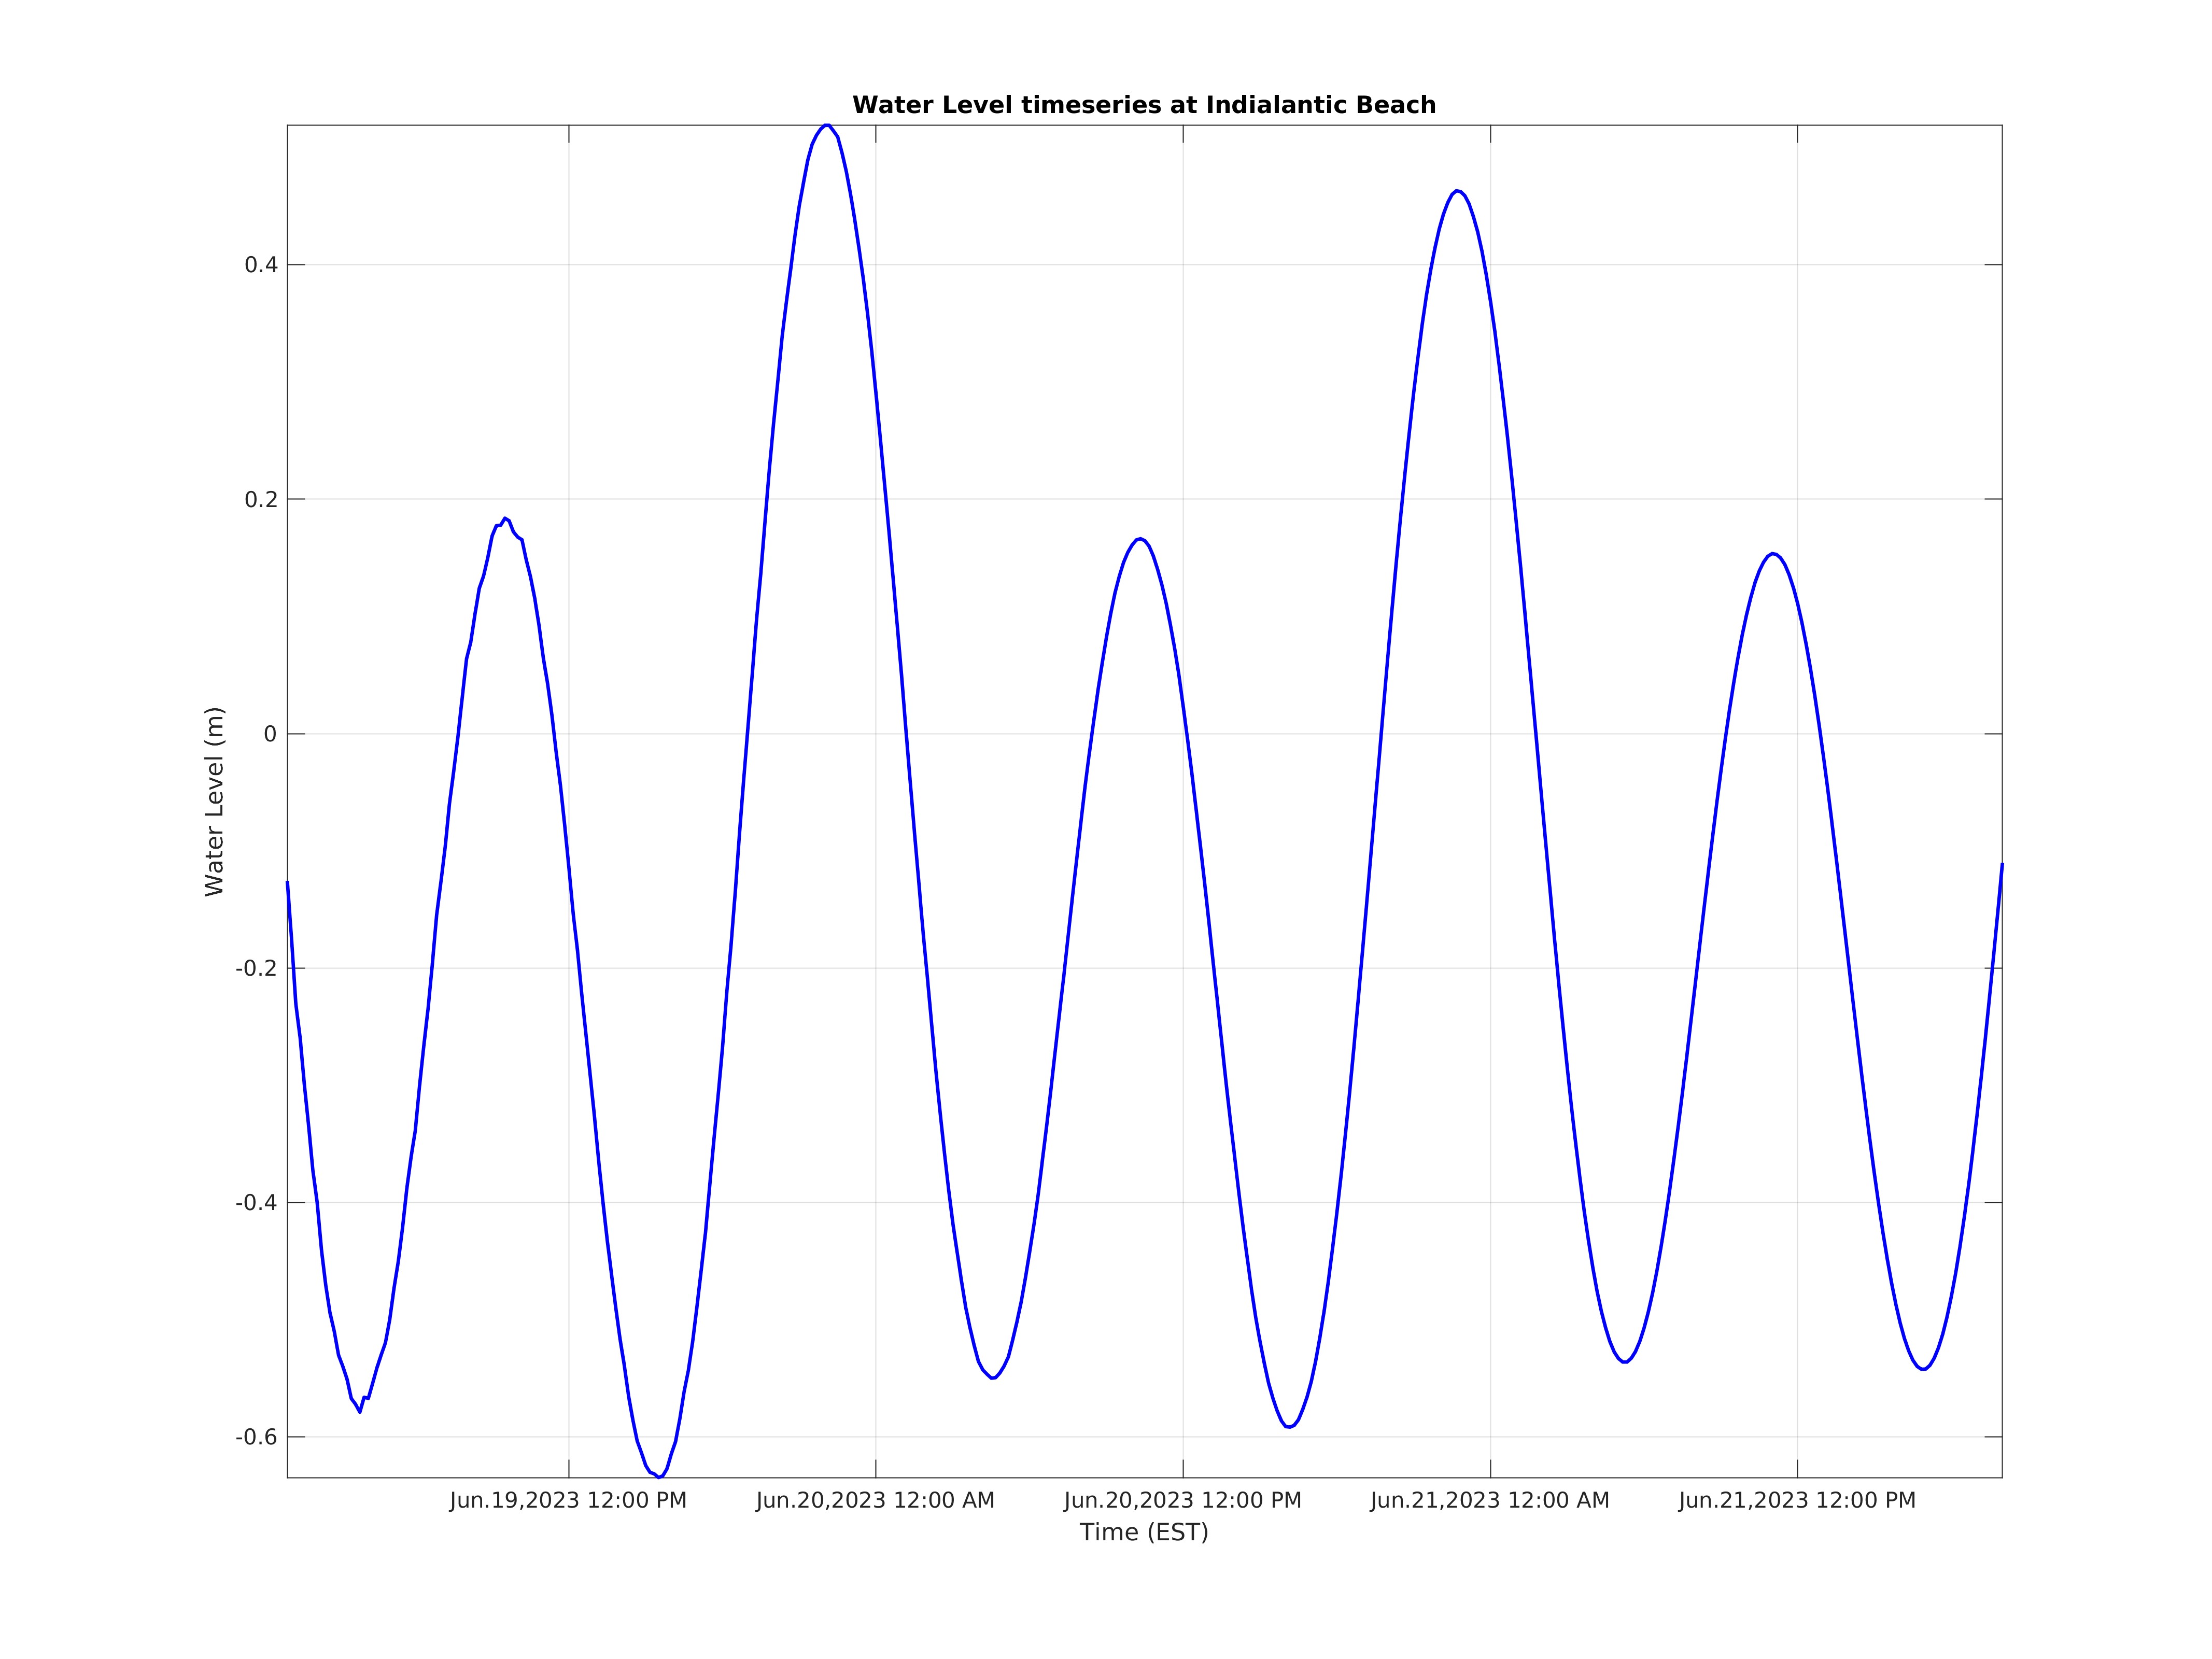 Water Level timeseries at Indialantic Beach
0.4
0.2
0
-0.2
-0.4
-0.6
Water Level (m)
Jun.19,2023 12:00 PM
Jun.20,2023 12:00 AM
Jun.20,2023 12:00 PM
Jun.21,2023 12:00 AM
Jun.21,2023 12:00 PM
Time (EST)